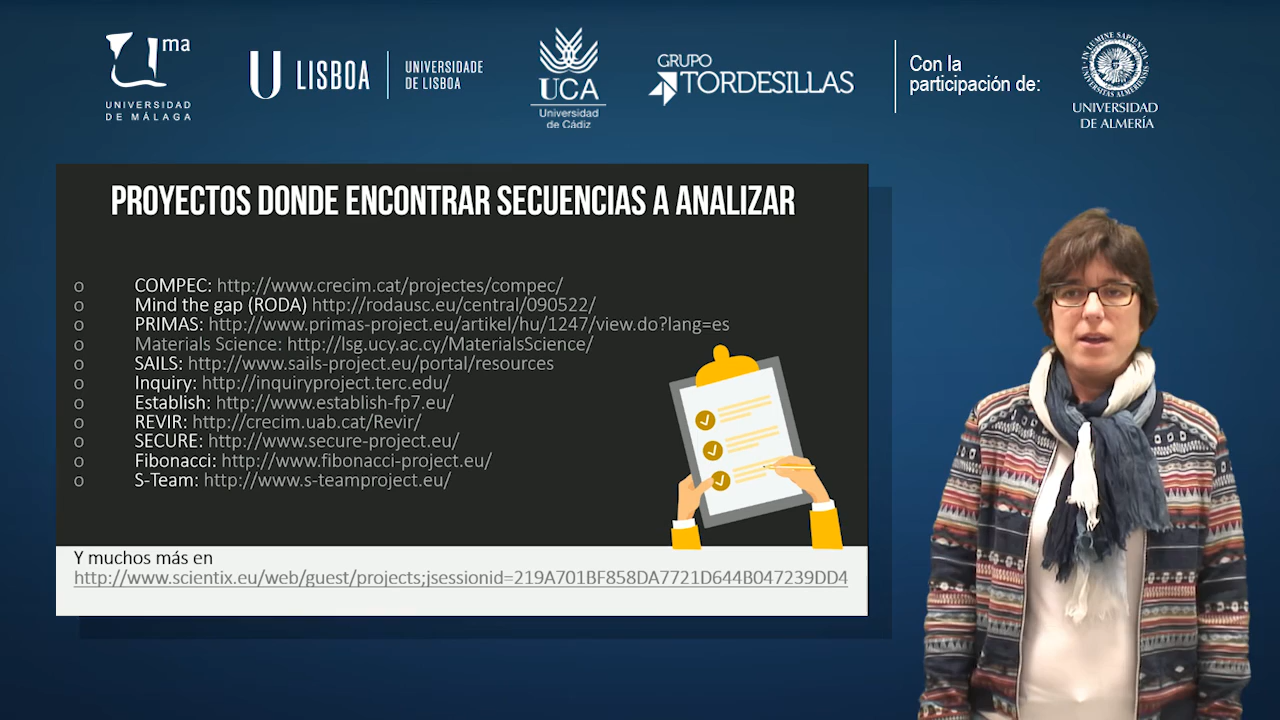 uma
UNIVERSIDAD
DE MÁLAGA
U LISBOA
UNIVERSIDADE
DE LISBOA
UCA
Universidad
de Cádiz
GRUPO
TORDESILLAS
Con la
participación de:
IN LUMINE SAPIENTIA
UNIVERSITAS ALMERIENSIS
UNIVERSIDAD
DE ALMERÍA
PROYECTOS DONDE ENCONTRAR SECUENCIAS A ANALIZAR
o COMPEC: http://www.crecim.cat/projectes/compec/
o Mind the gap (RODA) http://rodausc.eu/central/090522/
o PRIMAS: http://www.primas-project.eu/artikel/hu/1247/view.do?lang=es
o Materials Science: http://lsg.ucy.ac.cy/MaterialsScience/
o SAILS: http://www.sails-project.eu/portal/resources
o Inquiry: http://inquiryproject.terc.edu/
o Establish: http://www.establish-fp7.eu/
o REVIR: http://crecim.uab.cat/Revir/
o SECURE: http://www.secure-project.eu/
o Fibonacci: http://www.fibonacci-project.eu/
o S-Team: http://www.s-teamproject.eu/
Y muchos más en
http://www.scientix.eu/web/guest/projects;jsessionid=219A701BF858DA7721D644B047239DD4